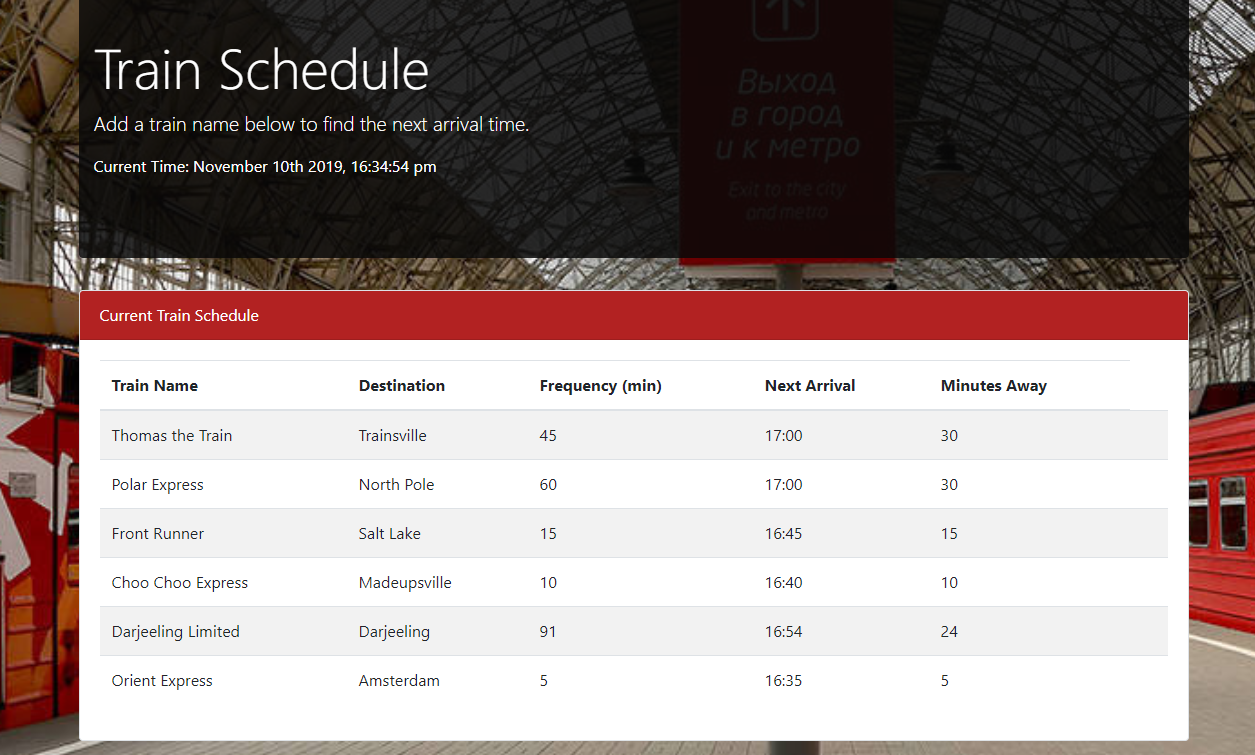 Train Schedule
Add a train name below to find the next arrival time.
Current Time: November 10th 2019, 16:34:54 pm
Выход
в город
и к метро
Exit to the city
and metro
Current Train Schedule
Train Name Destination Frequency (min) Next Arrival Minutes Away
Thomas the Train Trainsville 45 17:00 30
Polar Express North Pole 60 17:00 30
Front Runner Salt Lake 15 16:45 15
Choo Choo Express Madeupsville 10 16:40 10
Darjeeling Limited Darjeeling 91 16:54 24
Orient Express Amsterdam 5 16:35 5